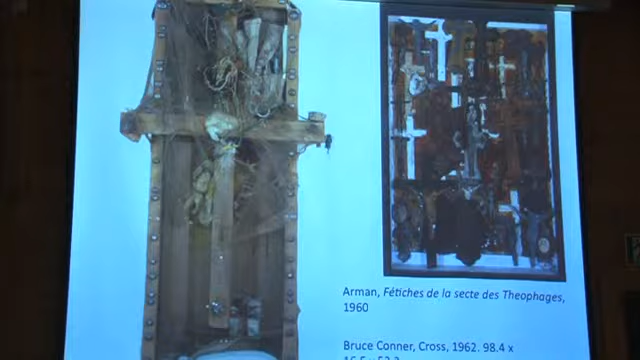 Arman, Fétiches de la secte des Theophages,
1960
Bruce Conner, Cross, 1962. 98.4 x